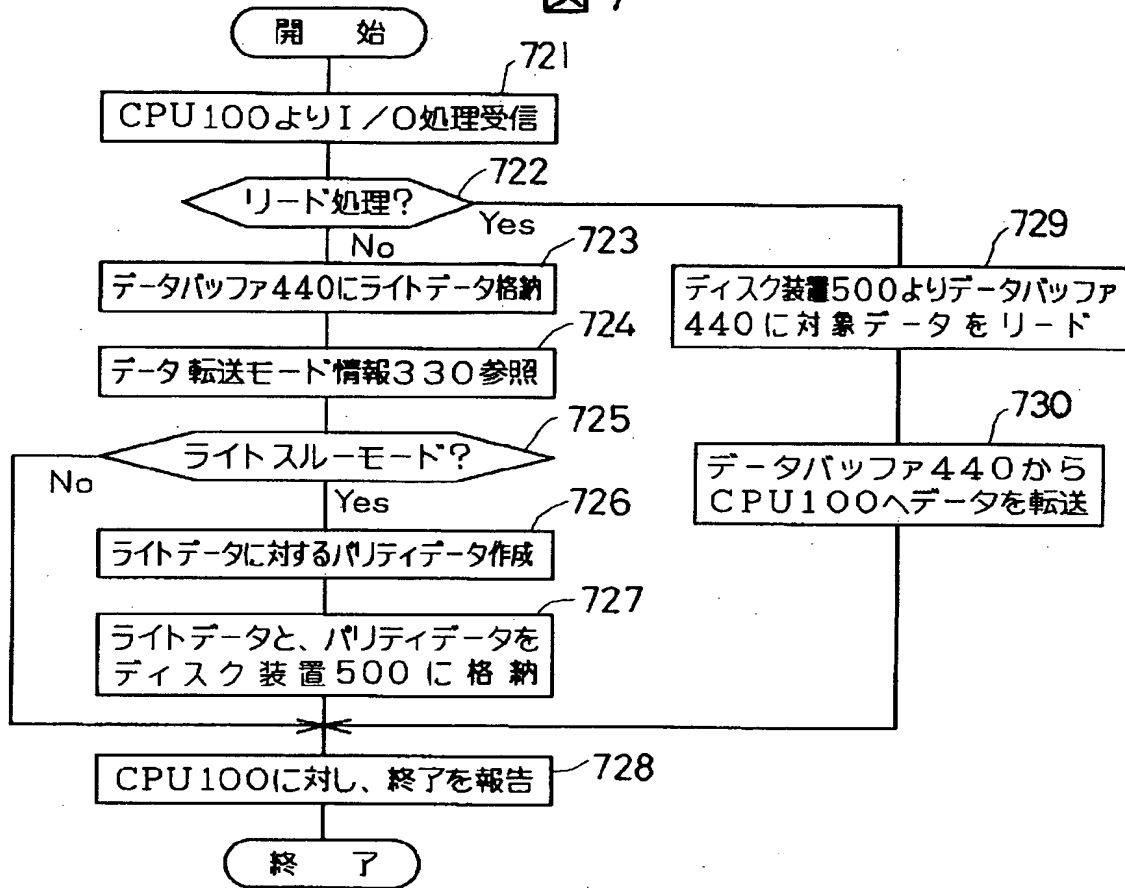 図 7
開 始
721
CPU100よりI/O処理受信
722
リード処理?
Yes
No
723
データバッファ440にライトデータ格納
724
データ転送モード情報330参照
725
ライトスルーモード?
No
Yes
726
ライトデータに対するパリティデータ作成
727
ライトデータと、パリティデータを
ディスク装置500に格納
729
ディスク装置500よりデータバッファ
440に対象データをリード
730
データバッファ440から
CPU100へデータを転送
728
CPU100に対し、終了を報告
終 了